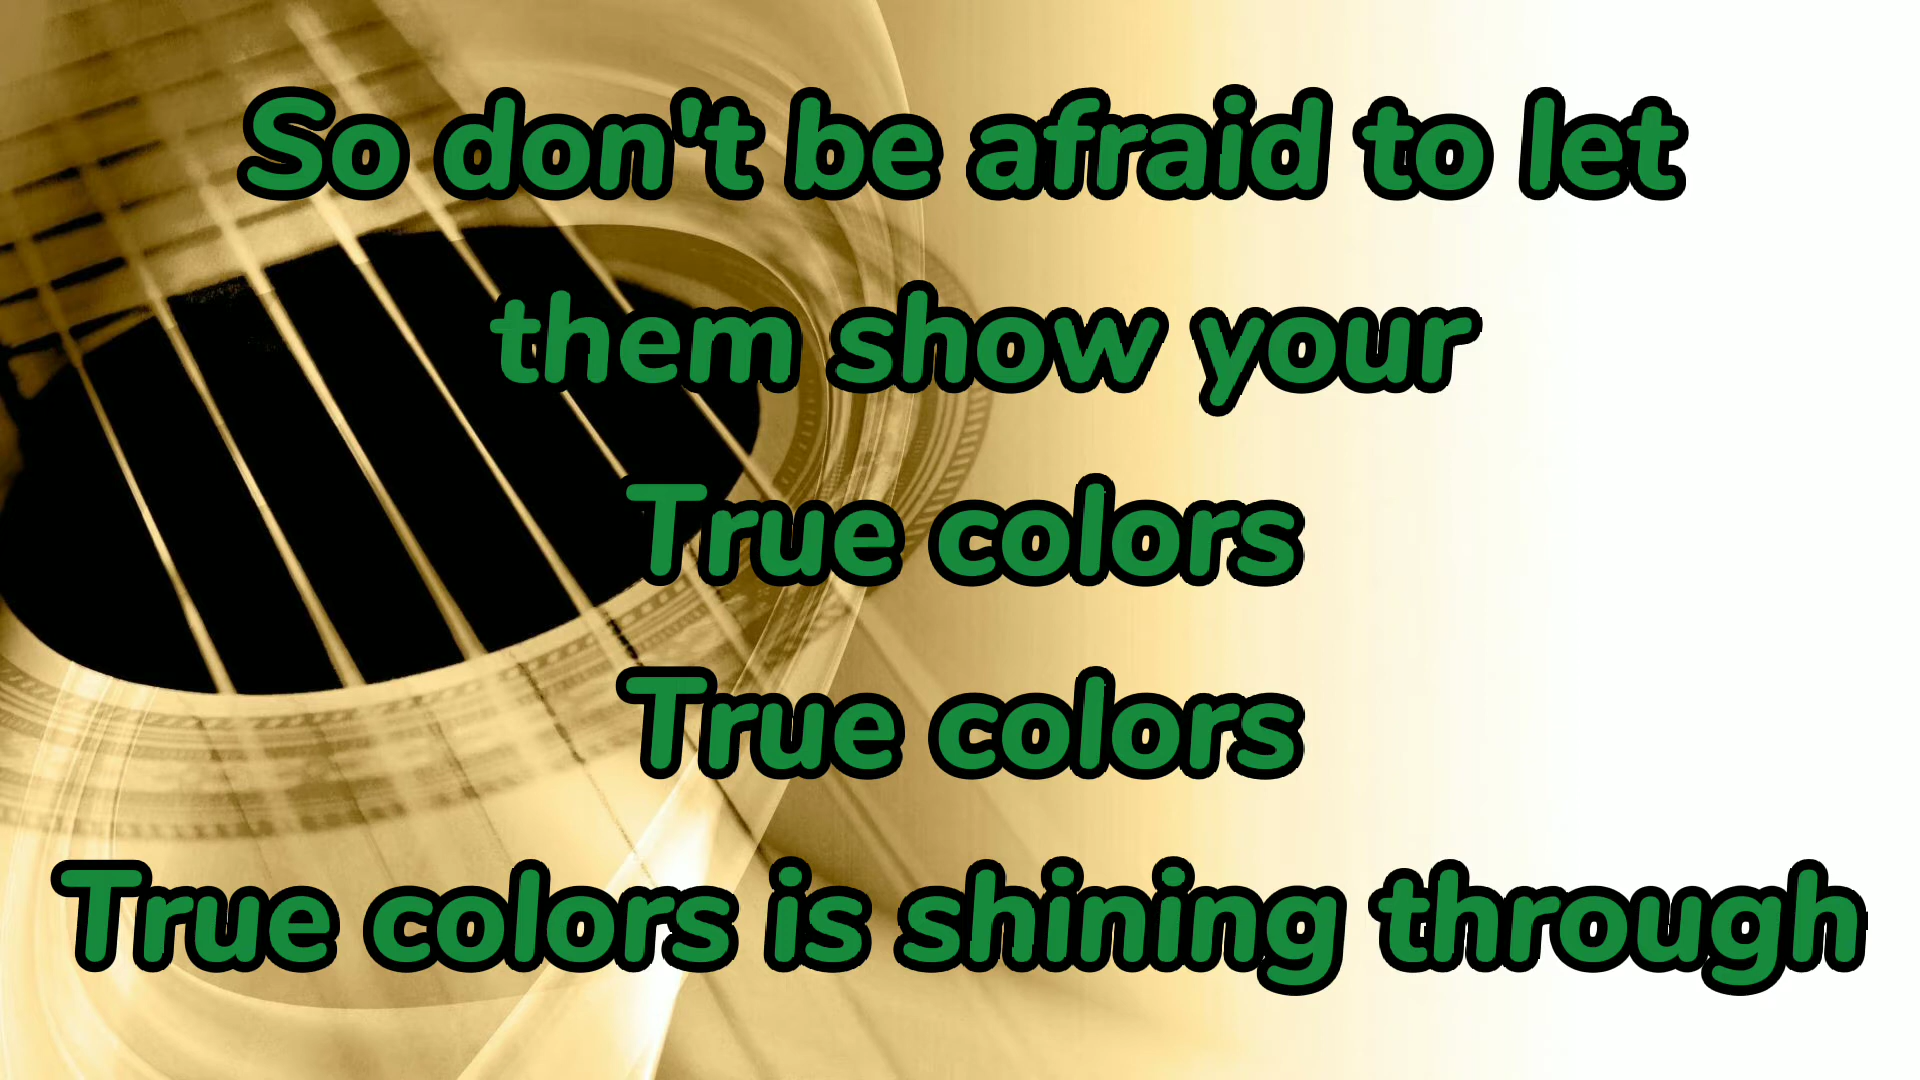 So don't be afraid to let
them show your
True colors
True colors
True colors is shining through